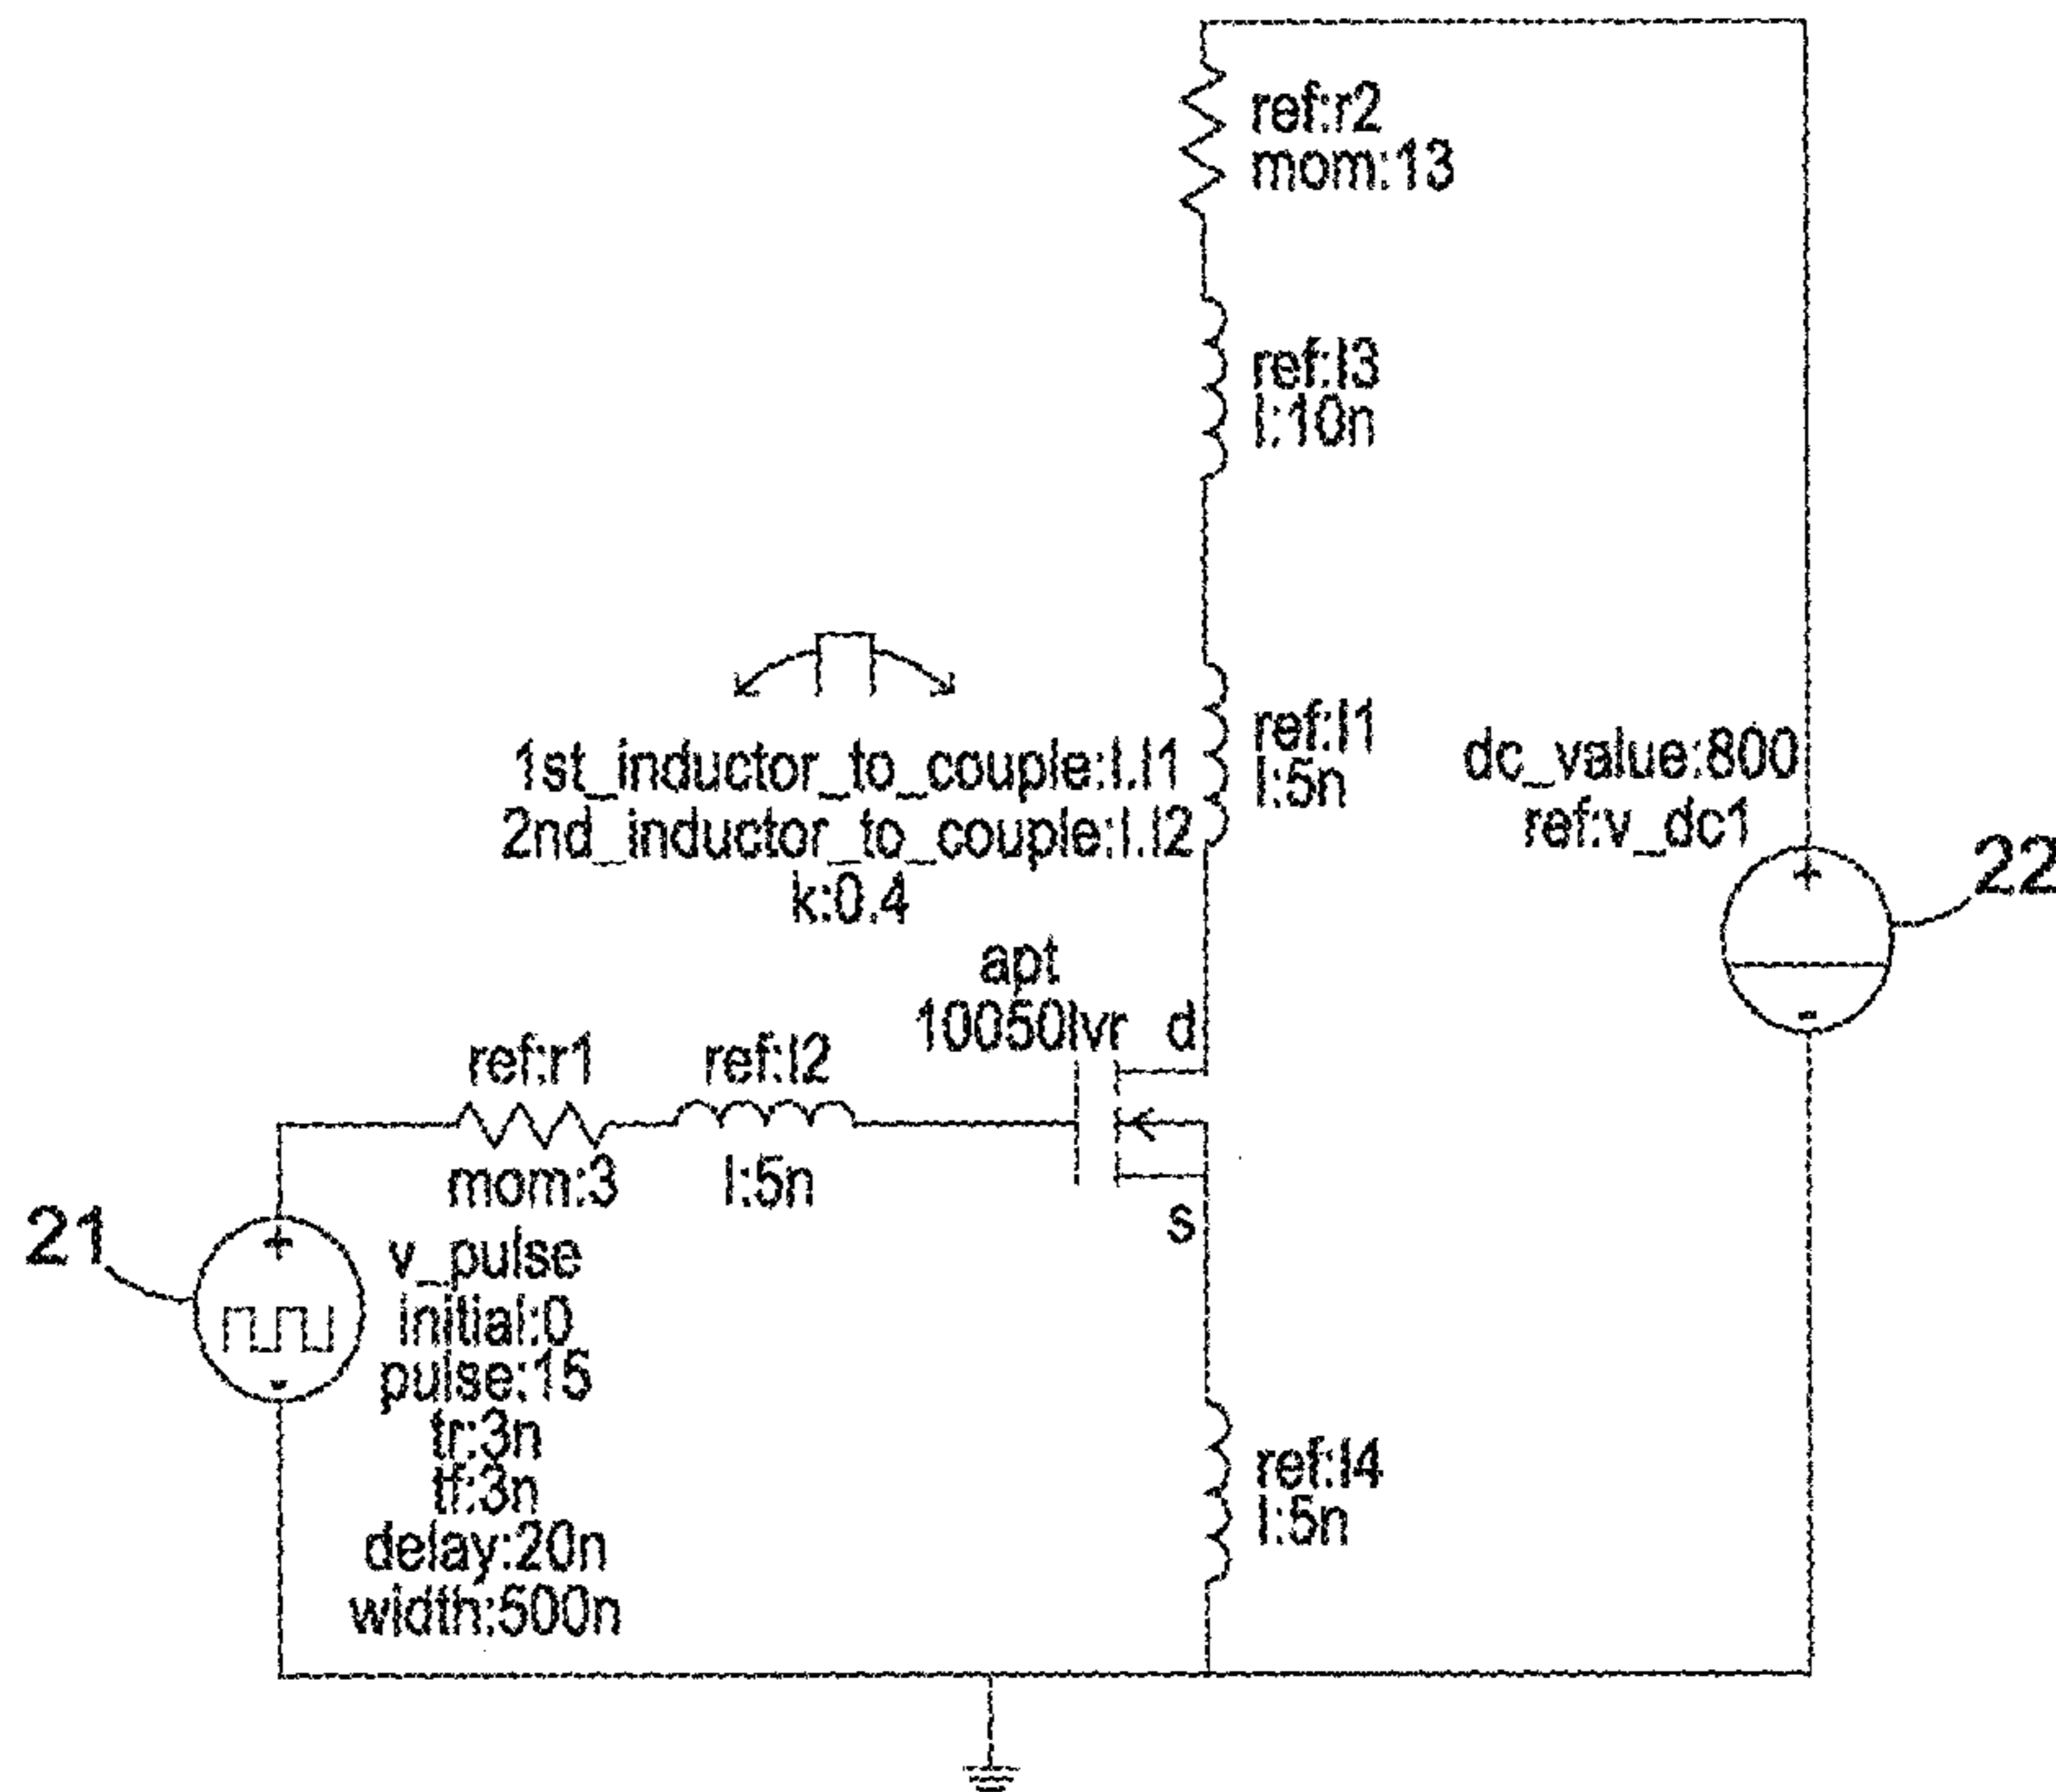 ref:r2
mom:13
ref:l3
l:10n
ref:l1
l:5n
1st_inductor_to_couple:l.l1
2nd_inductor_to_couple:l.l2
k:0.4
dc_value:800
ref:v_dc1
22
apt
10050lvr
d
ref:r1
mom:3
ref:l2
l:5n
s
21
+
-
v_pulse
initial:0
pulse:15
tr:3n
tf:3n
delay:20n
width:500n
ref:l4
l:5n
+
-